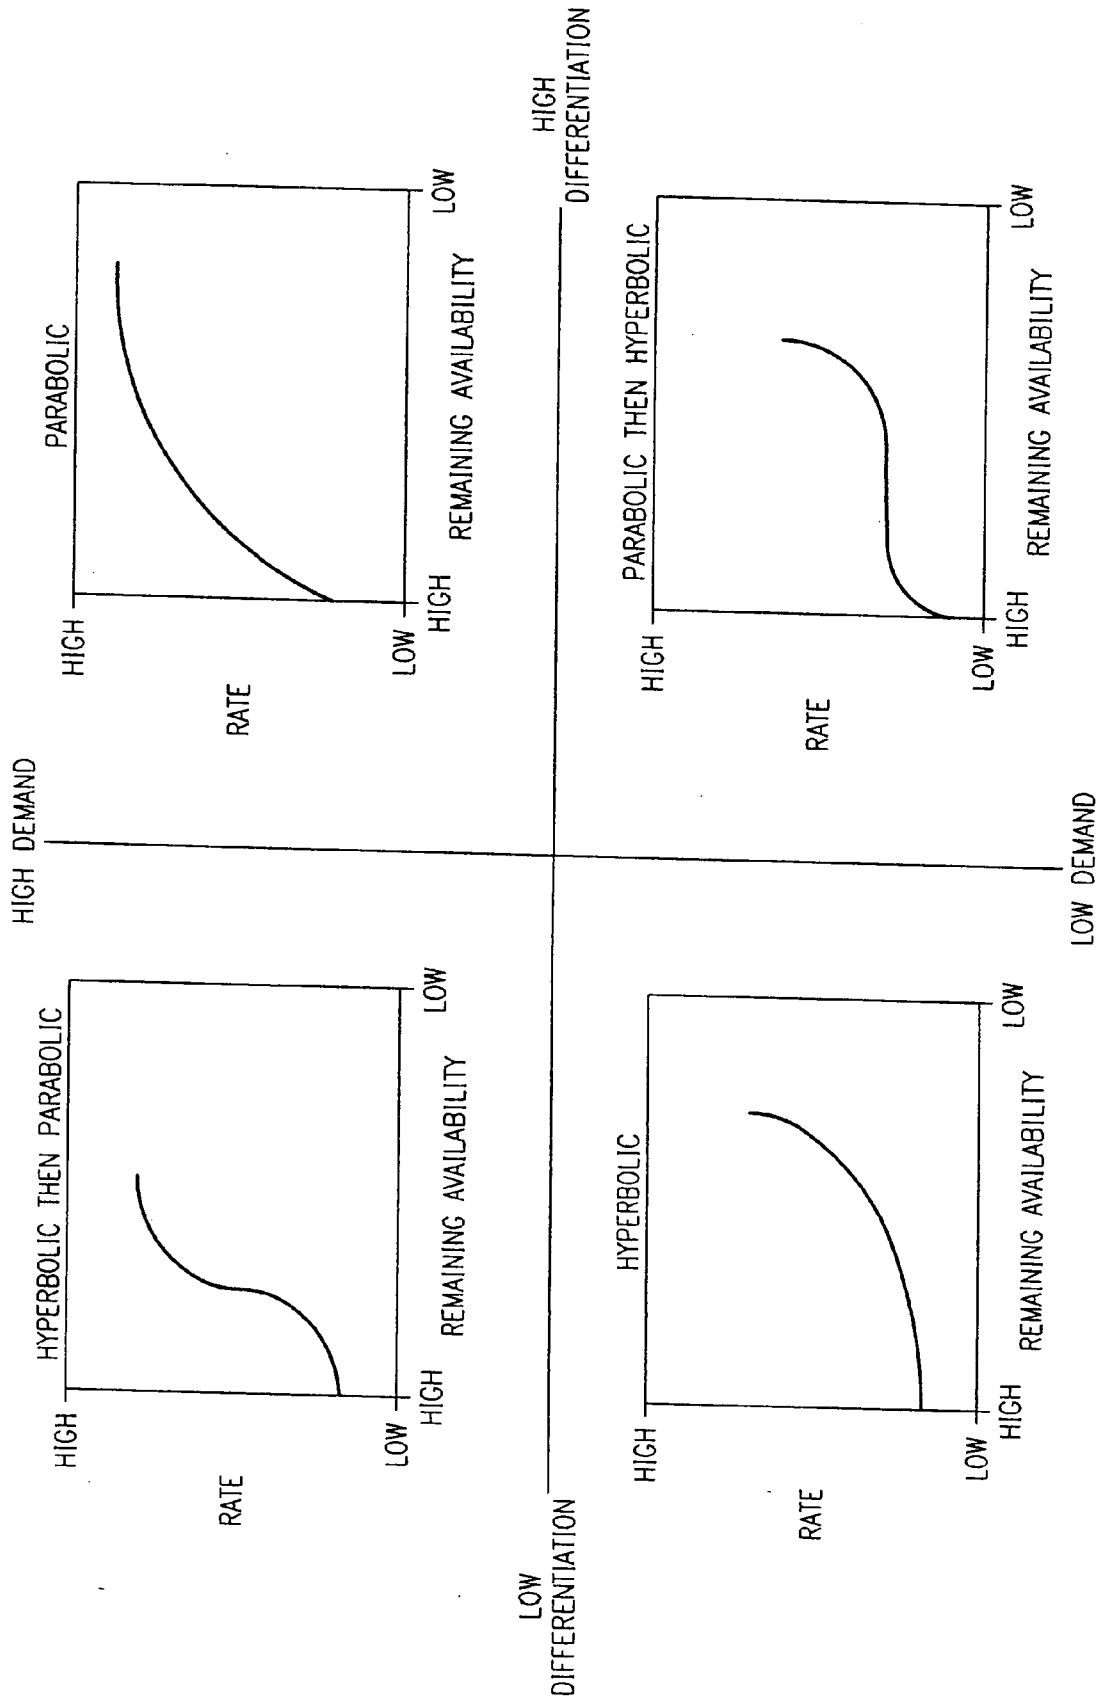 HIGH DEMAND
HYPERBOLIC THEN PARABOLIC
HIGH
RATE
LOW
HIGH
LOW
REMAINING AVAILABILITY
PARABOLIC
HIGH
RATE
LOW
HIGH
LOW
REMAINING AVAILABILITY
LOW
DIFFERENTIATION
HIGH
DIFFERENTIATION
HYPERBOLIC
HIGH
RATE
LOW
HIGH
LOW
REMAINING AVAILABILITY
PARABOLIC THEN HYPERBOLIC
HIGH
RATE
LOW
HIGH
LOW
REMAINING AVAILABILITY
LOW DEMAND